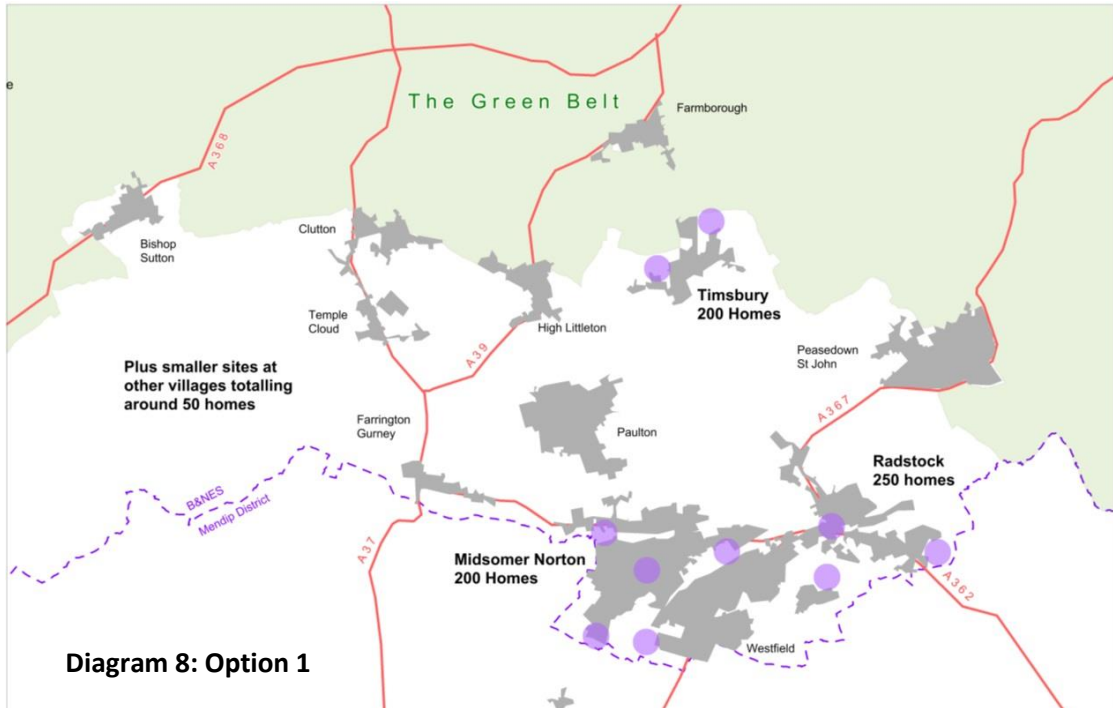 e
The Green Belt
Farmborough
A368
Clutton
Bishop
Sutton
Timsbury
200 Homes
Temple
Cloud
High Littleton
A39
Peasedown
St John
Plus smaller sites at
other villages totalling
around 50 homes
A367
Farrington
Gurney
Paulton
Radstock
250 homes
B&NES
Mendip District
A37
Midsomer Norton
200 Homes
A362
Westfield
Diagram 8: Option 1